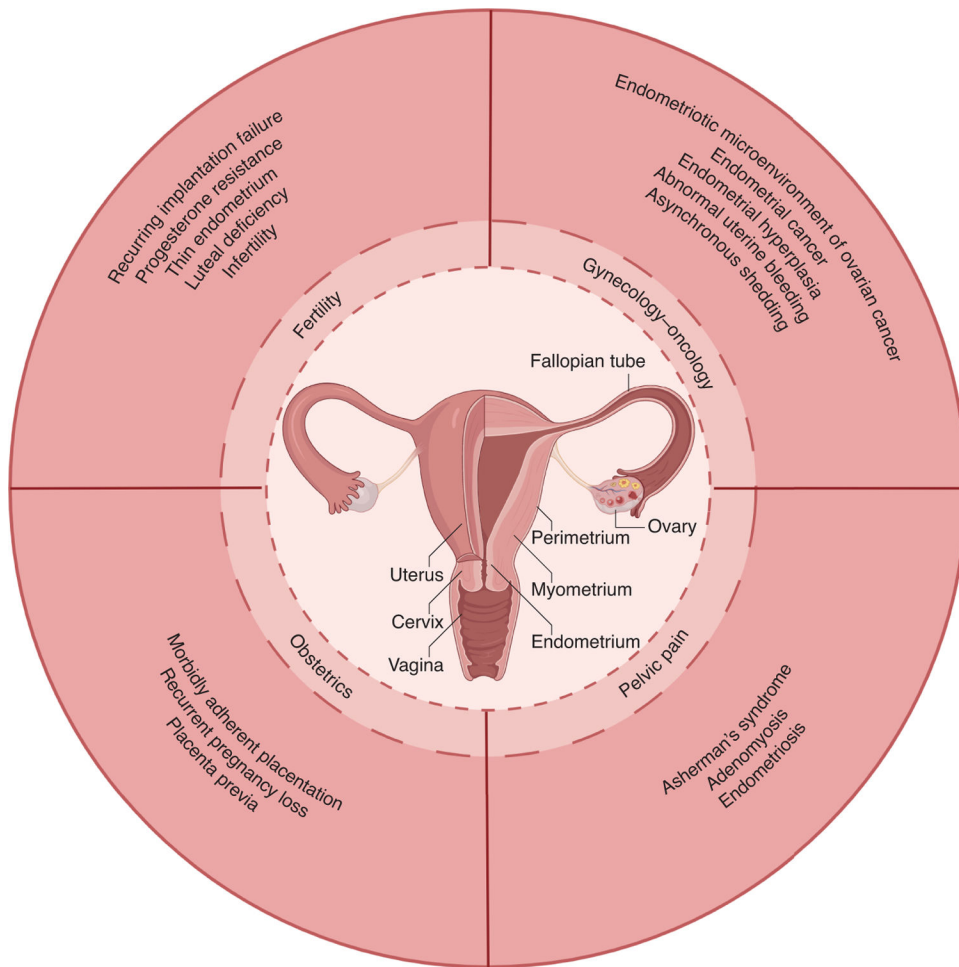 Recurring implantation failure
Progesterone resistance
Thin endometrium
Luteal deficiency
Infertility
Fertility
Endometriotic microenvironment of ovarian cancer
Endometrial cancer
Endometrial hyperplasia
Abnormal uterine bleeding
Asynchronous shedding
Gynecology–oncology
Fallopian tube
Ovary
Perimetrium
Myometrium
Endometrium
Uterus
Cervix
Vagina
Obstetrics
Morbidly adherent placentation
Recurrent pregnancy loss
Placenta previa
Pelvic pain
Asherman's syndrome
Adenomyosis
Endometriosis